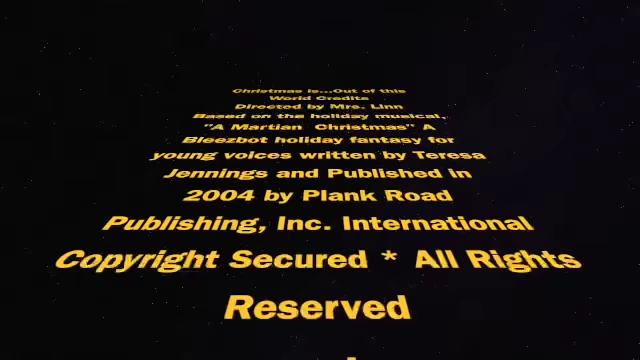 Christmas is...Out of this
World Credits
Directed by Mrs. Linn
Based on the holiday musical,
"A Martian Christmas" A
Bleezbot holiday fantasy for
young voices written by Teresa
Jennings and Published in
2004 by Plank Road
Publishing, Inc. International
Copyright Secured * All Rights
Reserved